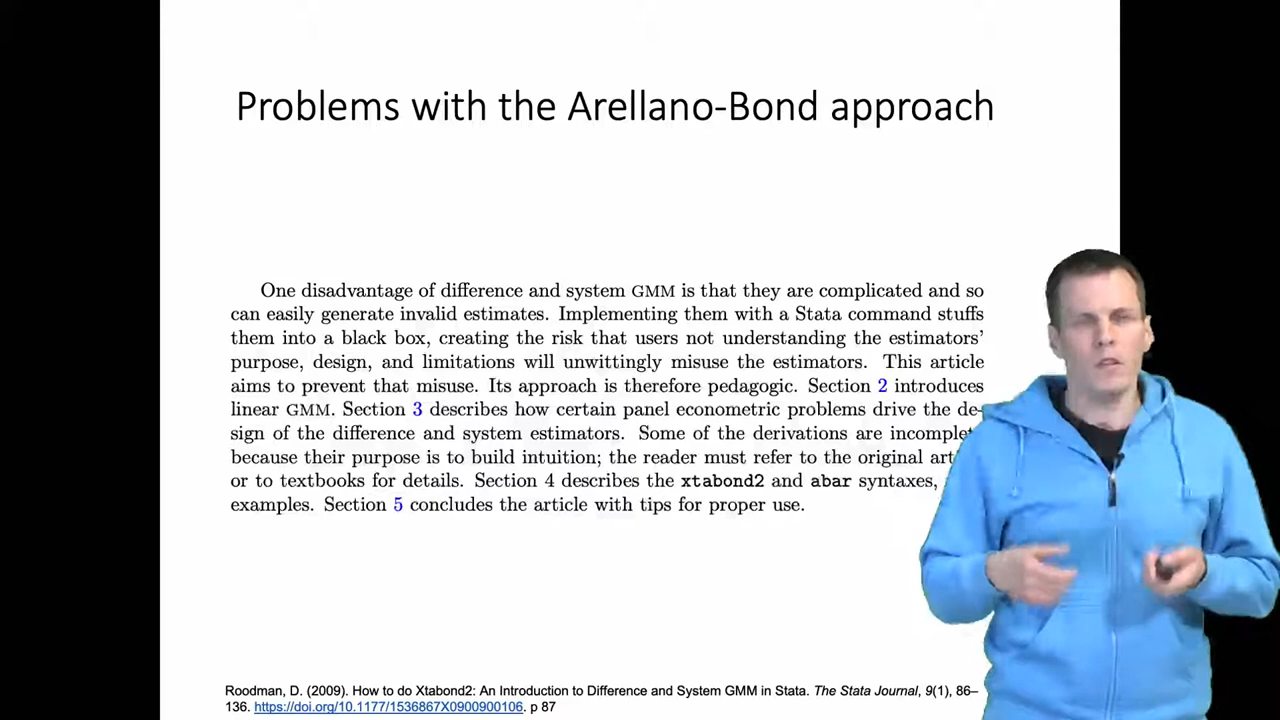 Problems with the Arellano-Bond approach
One disadvantage of difference and system GMM is that they are complicated and so
can easily generate invalid estimates. Implementing them with a Stata command stuffs
them into a black box, creating the risk that users not understanding the estimators’
purpose, design, and limitations will unwittingly misuse the estimators. This article
aims to prevent that misuse. Its approach is therefore pedagogic. Section 2 introduces
linear GMM. Section 3 describes how certain panel econometric problems drive the de-
sign of the difference and system estimators. Some of the derivations are incomplet
because their purpose is to build intuition; the reader must refer to the original art
or to textbooks for details. Section 4 describes the xtabond2 and abar syntaxes,
examples. Section 5 concludes the article with tips for proper use.
Roodman, D. (2009). How to do Xtabond2: An Introduction to Difference and System GMM in Stata. The Stata Journal, 9(1), 86–
136. https://doi.org/10.1177/1536867X0900900106. p 87